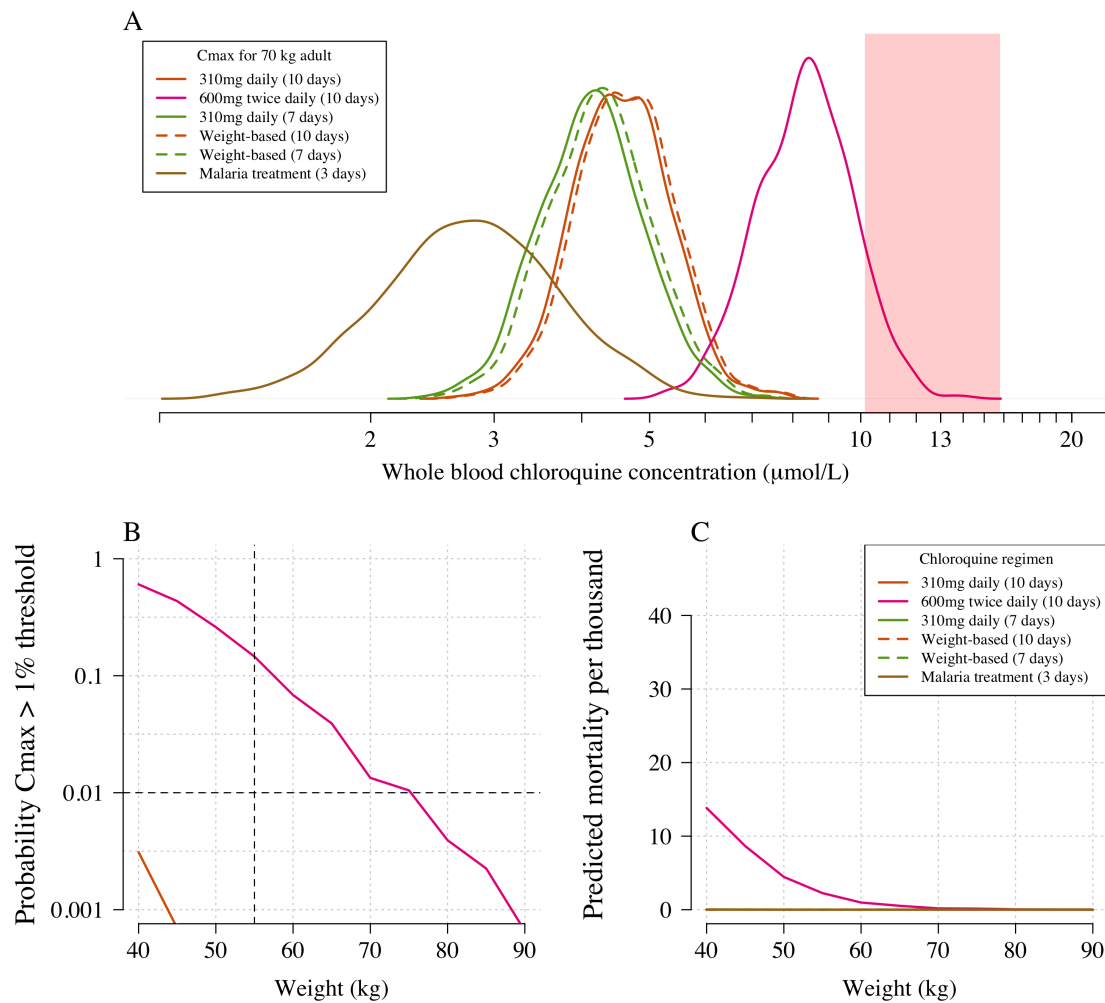 A
Cmax for 70 kg adult
310mg daily (10 days)
600mg twice daily (10 days)
310mg daily (7 days)
Weight-based (10 days)
Weight-based (7 days)
Malaria treatment (3 days)
2 3 5 10 13 20
Whole blood chloroquine concentration (μmol/L)
B
Probability Cmax > 1% threshold
1
0.1
0.01
0.001
40 50 60 70 80 90
Weight (kg)
C
Predicted mortality per thousand
Chloroquine regimen
310mg daily (10 days)
600mg twice daily (10 days)
310mg daily (7 days)
Weight-based (10 days)
Weight-based (7 days)
Malaria treatment (3 days)
40
30
20
10
0
40 50 60 70 80 90
Weight (kg)